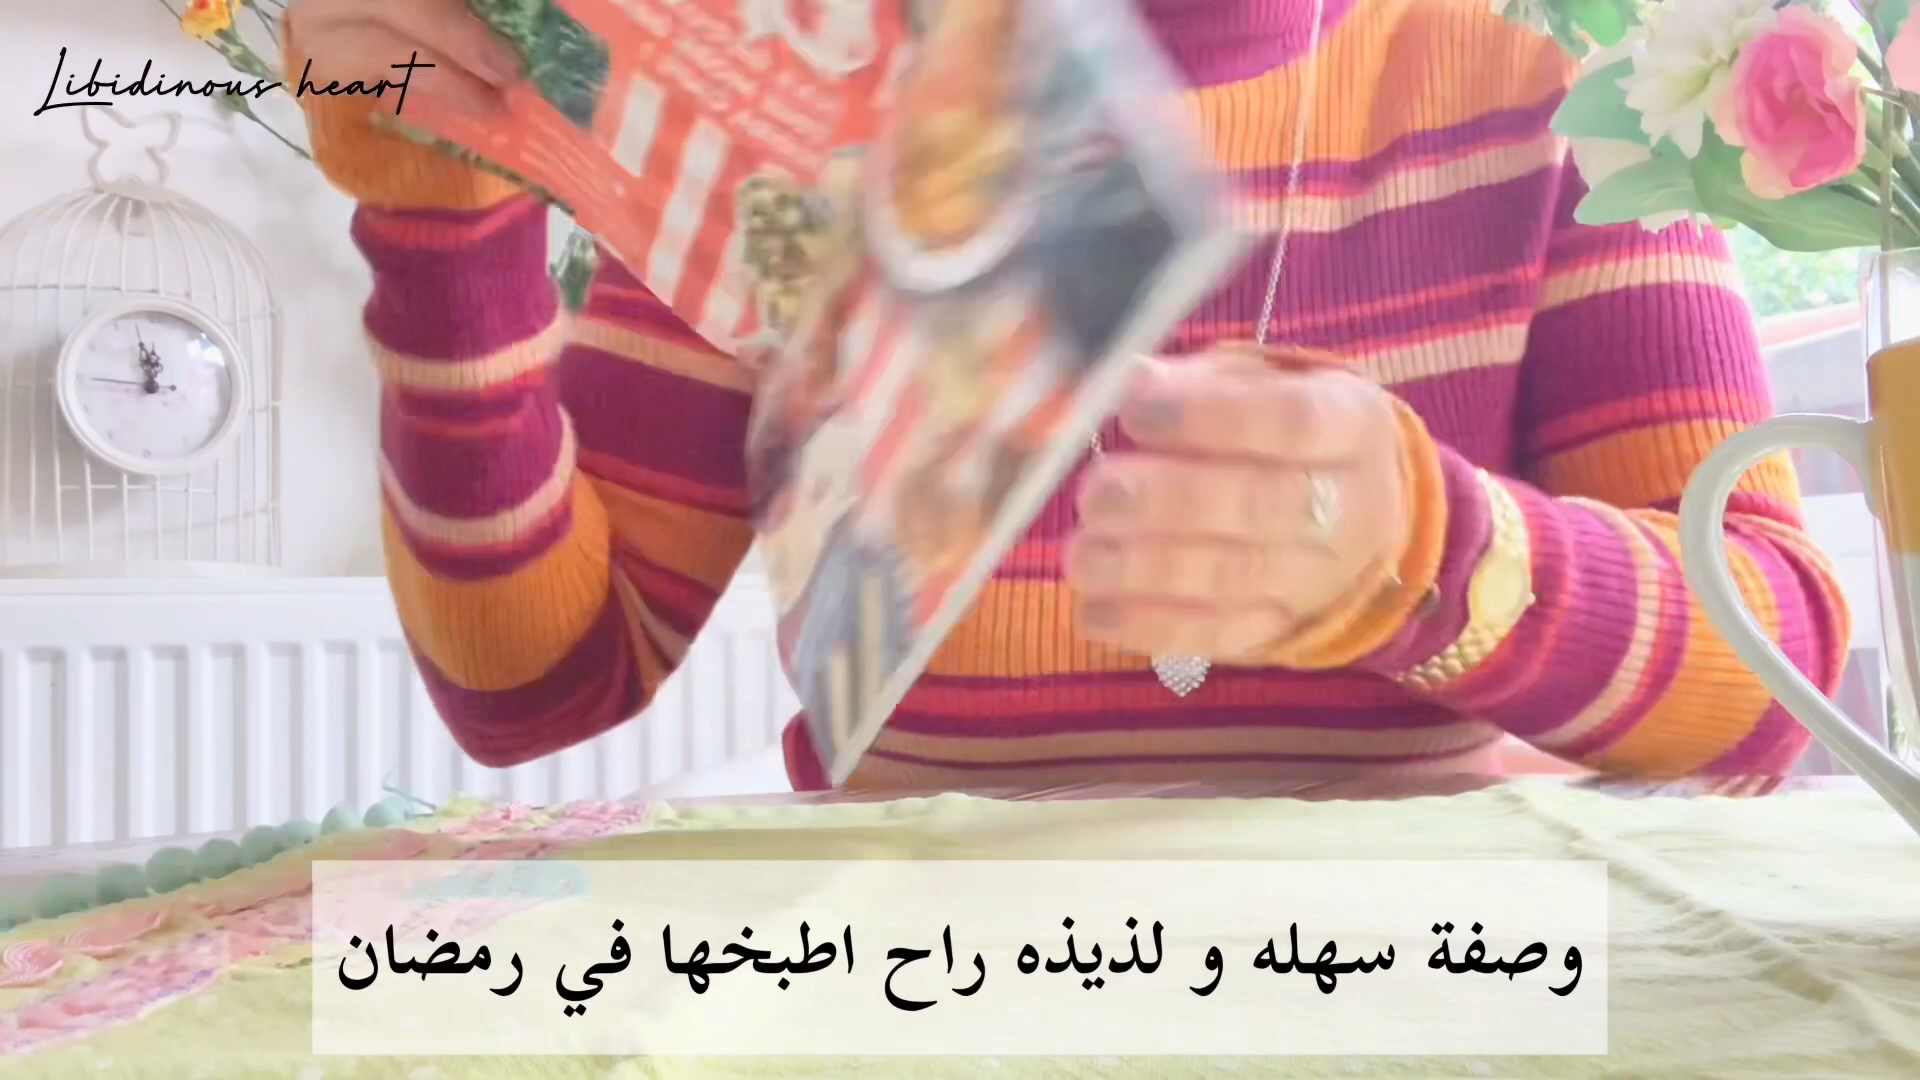 Libidinous heart
وصفة سهله و لذيذه راح اطبخها في رمضان